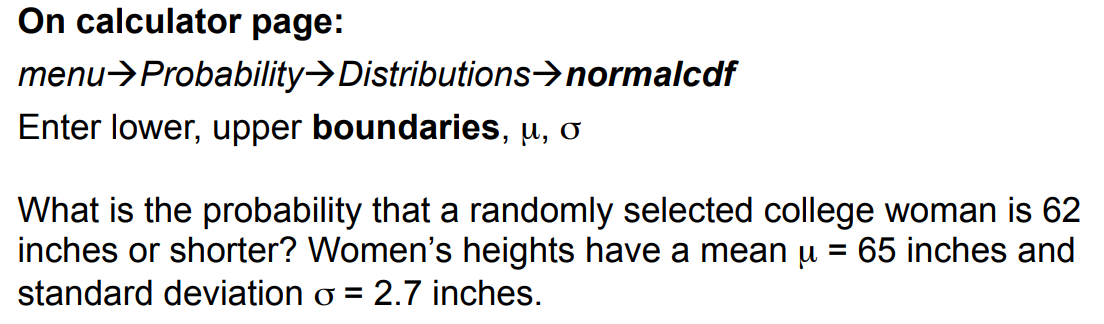 On calculator page:
menu→Probability→Distributions→normalcdf
Enter lower, upper boundaries, μ, σ
What is the probability that a randomly selected college woman is 62
inches or shorter? Women’s heights have a mean μ = 65 inches and
standard deviation σ = 2.7 inches.